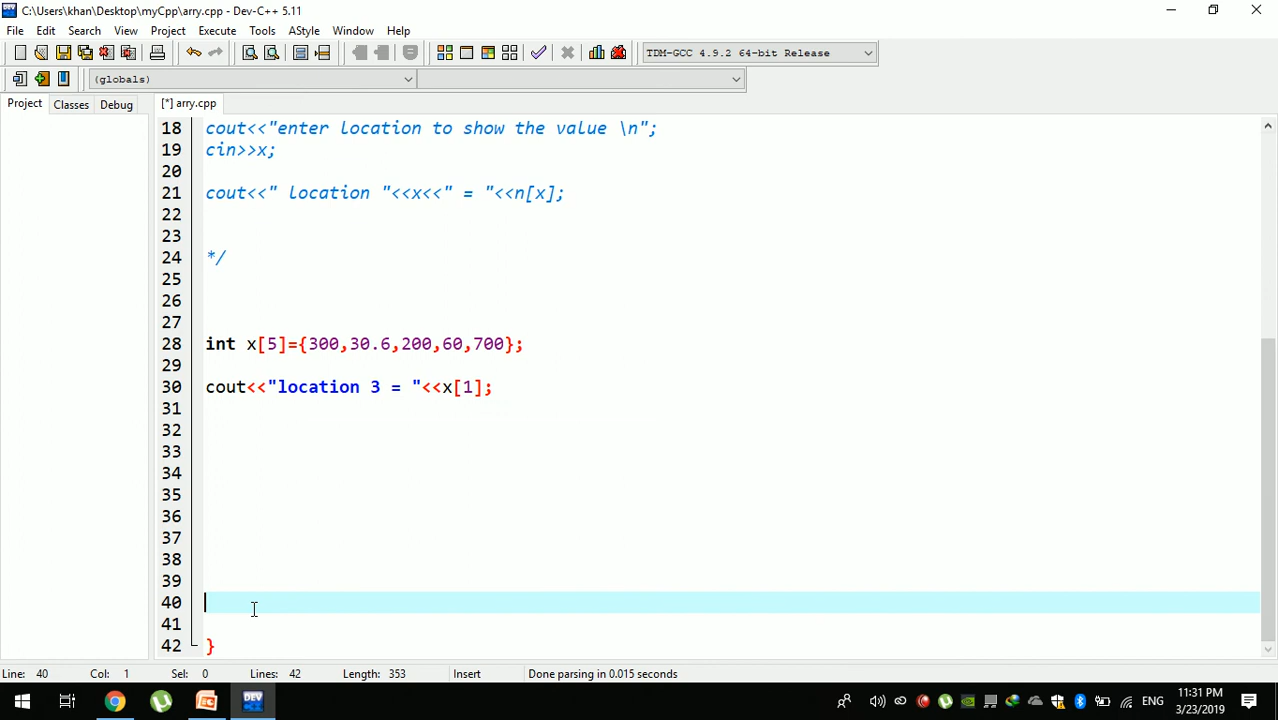 C:\Users\khan\Desktop\myCpp\arry.cpp - Dev-C++ 5.11
File Edit Search View Project Execute Tools AStyle Window Help
TDM-GCC 4.9.2 64-bit Release
(globals)
Project Classes Debug [*] arry.cpp
18 cout<<"enter location to show the value \n";
19 cin>>x;
20
21 cout<<" location "<<x<<" = "<<n[x];
22
23
24 */
25
26
27
28 int x[5]={300,30.6,200,60,700};
29
30 cout<<"location 3 = "<<x[1];
31
32
33
34
35
36
37
38
39
40
41
42 }
Line: 40 Col: 1 Sel: 0 Lines: 42 Length: 353 Insert Done parsing in 0.015 seconds
DEV ENG 11:31 PM
3/23/2019